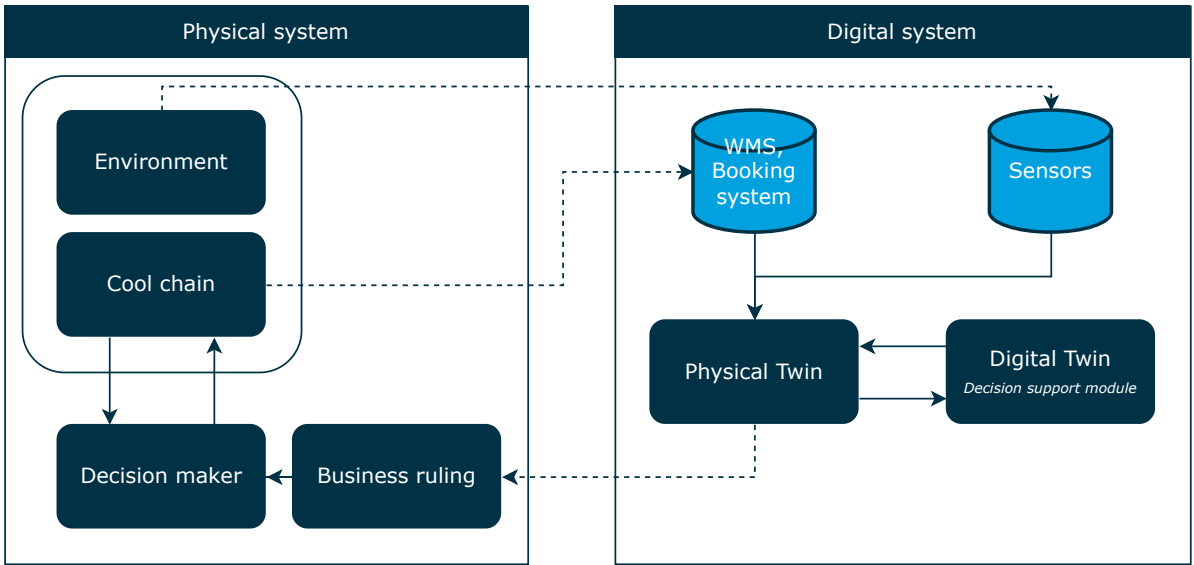 Physical system
Environment
Cool chain
Decision maker
Business ruling
Digital system
WMS,
Booking
system
Sensors
Physical Twin
Digital Twin
Decision support module